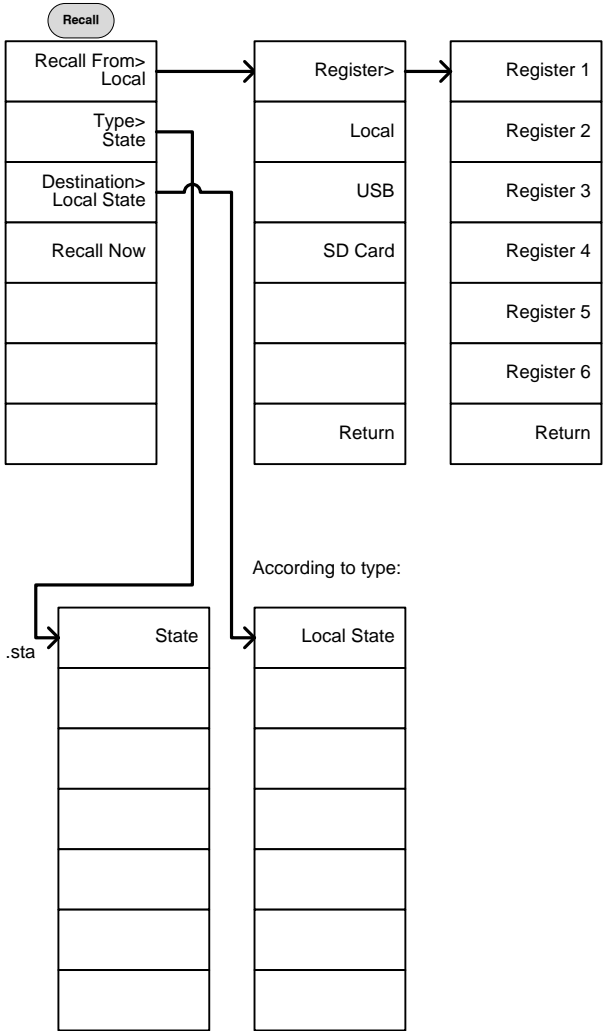 Recall
Recall From>
Local
Type>
State
Destination>
Local State
Recall Now
Register>
Local
USB
SD Card
Return
Register 1
Register 2
Register 3
Register 4
Register 5
Register 6
Return
According to type:
.sta
State
Local State